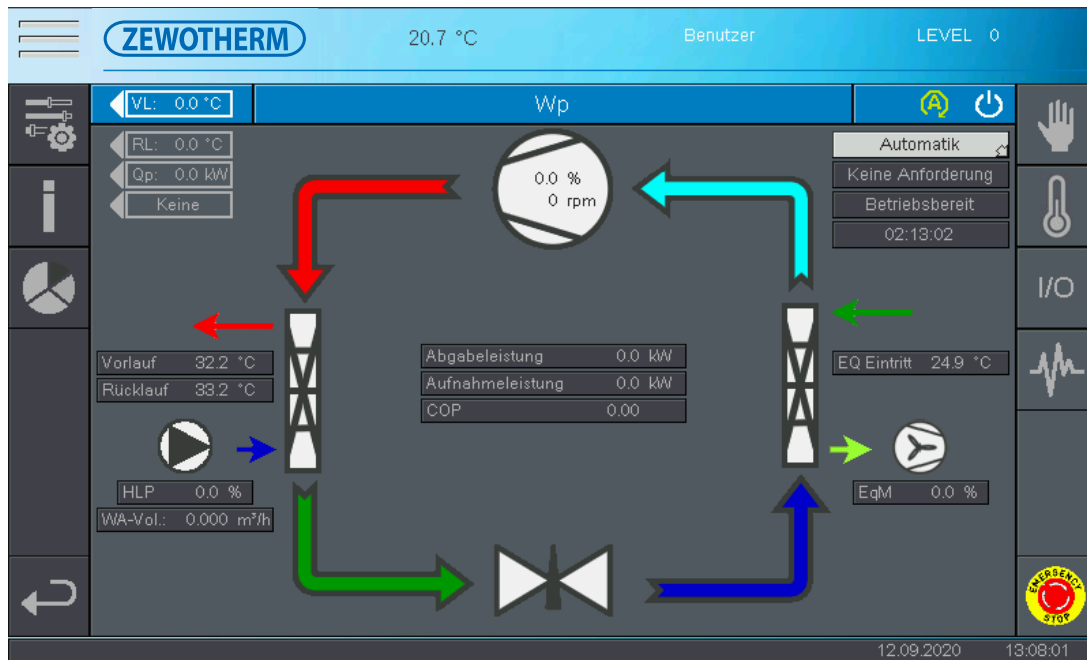 ZEWOTHERM 20.7 °C Benutzer LEVEL 0
VL: 0.0 °C Wp A
RL: 0.0 °C
Qp: 0.0 kW
Keine
0.0 %
0 rpm
Automatik
Keine Anforderung
Betriebsbereit
02:13:02
I/O
Vorlauf 32.2 °C
Rücklauf 33.2 °C
Abgabeleistung 0.0 kW
Aufnahmeleistung 0.0 kW
COP 0.00
EQ Eintritt 24.9 °C
HLP 0.0 %
WA-Vol.: 0.000 m³/h
EqM 0.0 %
EMERGENCY
STOP
12.09.2020 13:08:01